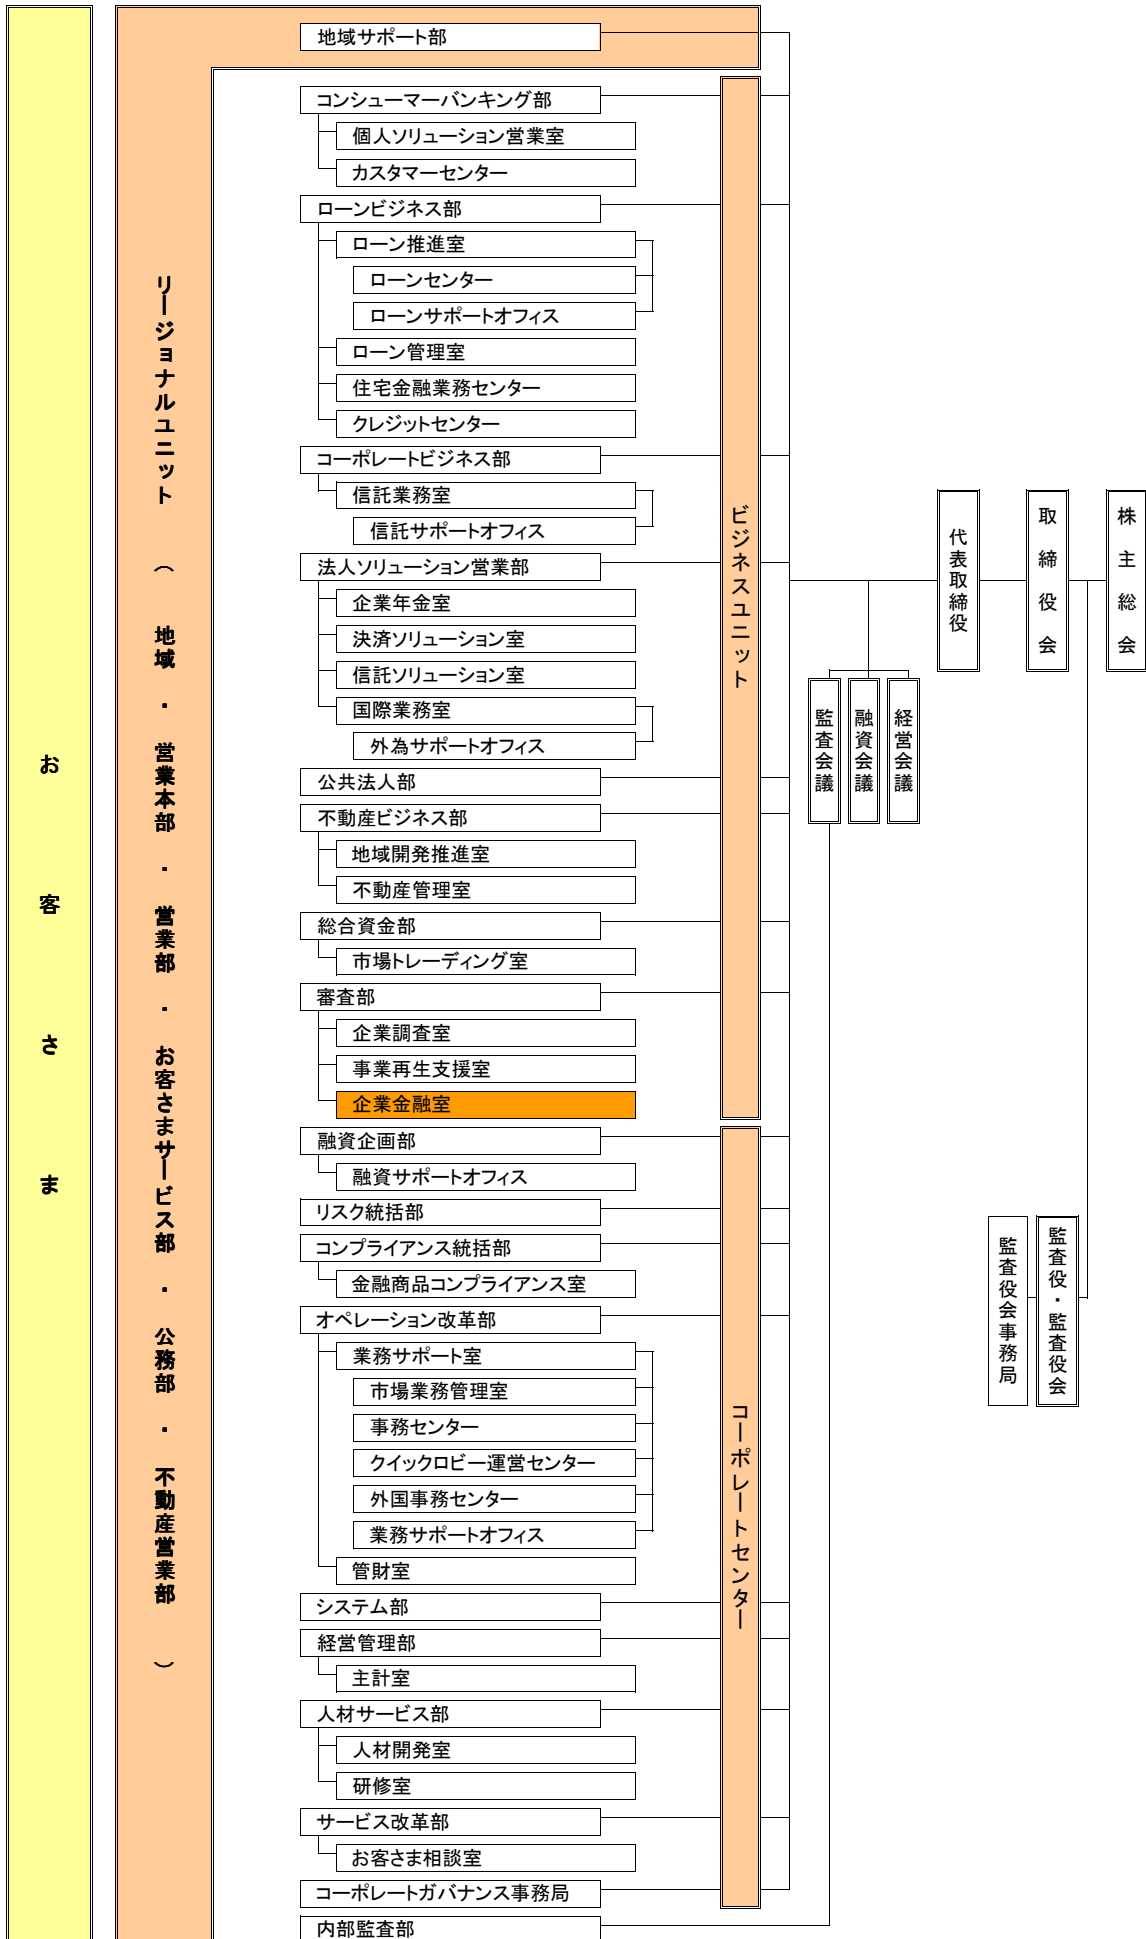 お客さま
リージョナルユニット （ 地域 ・ 営業本部 ・ 営業部 ・ お客さまサービス部 ・ 公務部 ・ 不動産営業部 ）
地域サポート部
コンシューマーバンキング部
個人ソリューション営業室
カスタマーセンター
ローンビジネス部
ローン推進室
ローンセンター
ローンサポートオフィス
ローン管理室
住宅金融業務センター
クレジットセンター
コーポレートビジネス部
信託業務室
信託サポートオフィス
法人ソリューション営業部
企業年金室
決済ソリューション室
信託ソリューション室
国際業務室
外為サポートオフィス
公共法人部
不動産ビジネス部
地域開発推進室
不動産管理室
総合資金部
市場トレーディング室
審査部
企業調査室
事業再生支援室
企業金融室
融資企画部
融資サポートオフィス
リスク統括部
コンプライアンス統括部
金融商品コンプライアンス室
オペレーション改革部
業務サポート室
市場業務管理室
事務センター
クイックロビー運営センター
外国事務センター
業務サポートオフィス
管財室
システム部
経営管理部
主計室
人材サービス部
人材開発室
研修室
サービス改革部
お客さま相談室
コーポレートガバナンス事務局
内部監査部
ビジネスユニット
コーポレートセンター
監査会議
融資会議
経営会議
代表取締役
取締役会
株主総会
監査役会事務局
監査役・監査役会